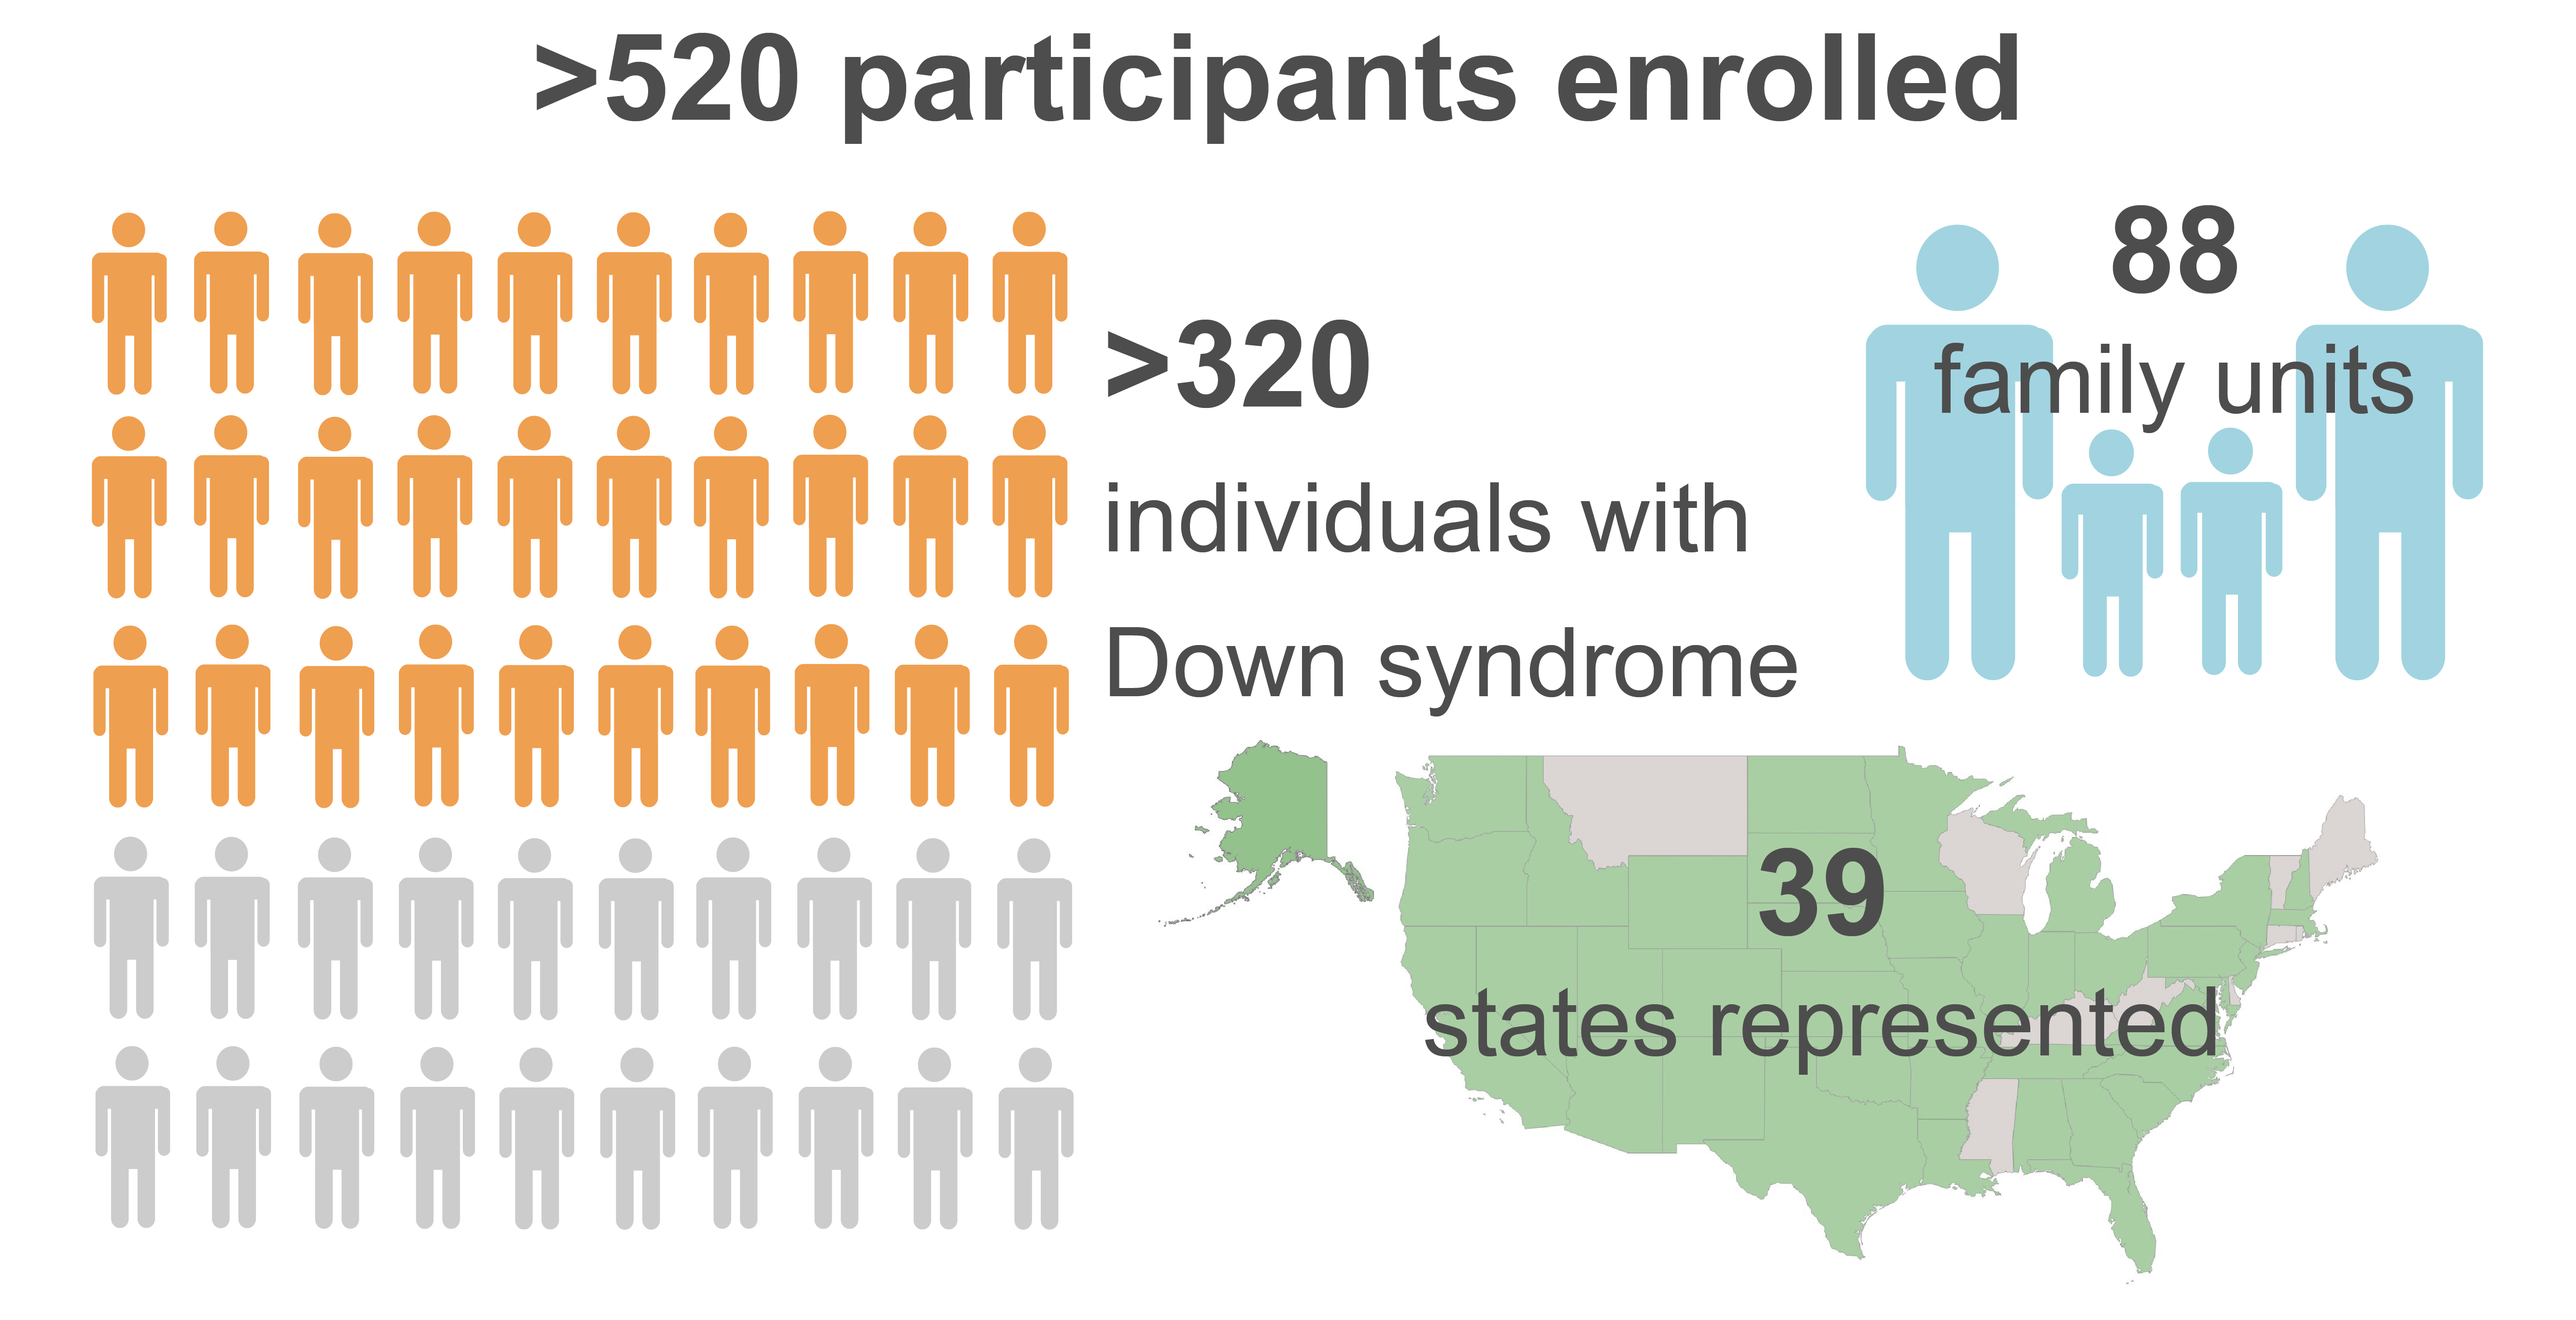 >520 participants enrolled
>320
individuals with
Down syndrome
88
family units
39
states represented